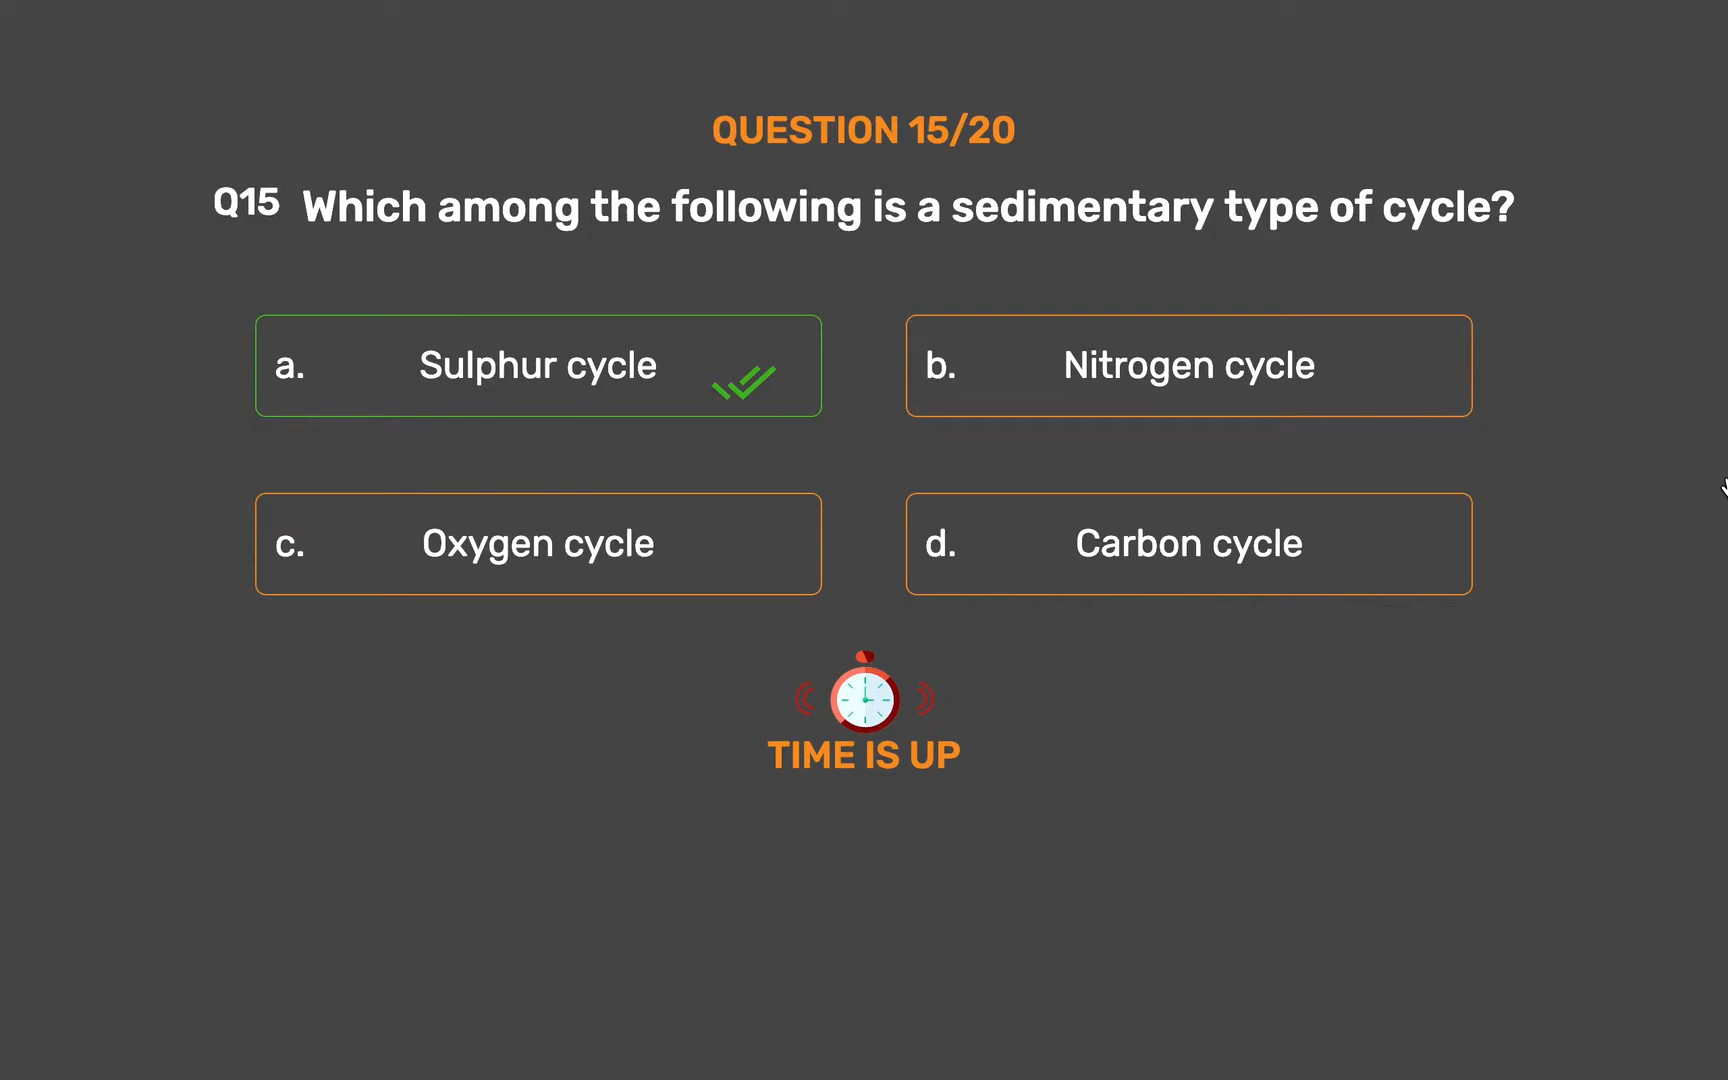 QUESTION 15/20
Q15 Which among the following is a sedimentary type of cycle?
a. Sulphur cycle
b. Nitrogen cycle
c. Oxygen cycle
d. Carbon cycle
TIME IS UP